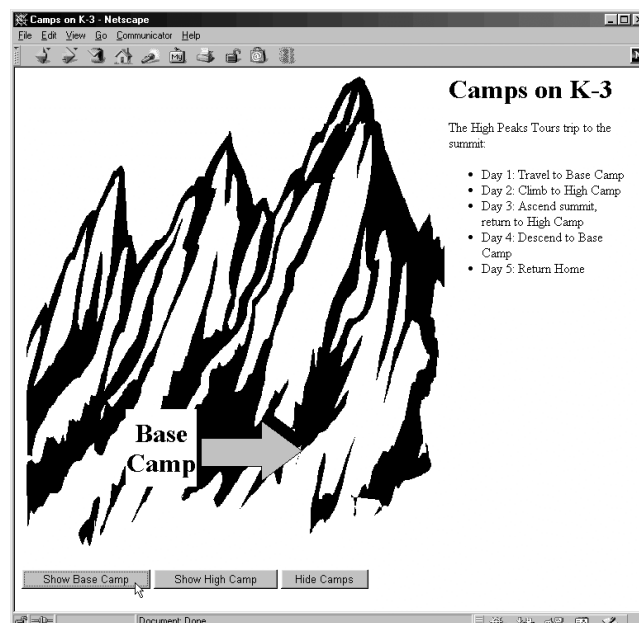 Camps on K-3 - Netscape
File Edit View Go Communicator Help
Camps on K-3
The High Peaks Tours trip to the
summit:
• Day 1: Travel to Base Camp
• Day 2: Climb to High Camp
• Day 3: Ascend summit,
return to High Camp
• Day 4: Descend to Base
Camp
• Day 5: Return Home
Base
Camp
Show Base Camp Show High Camp Hide Camps
Document: Done